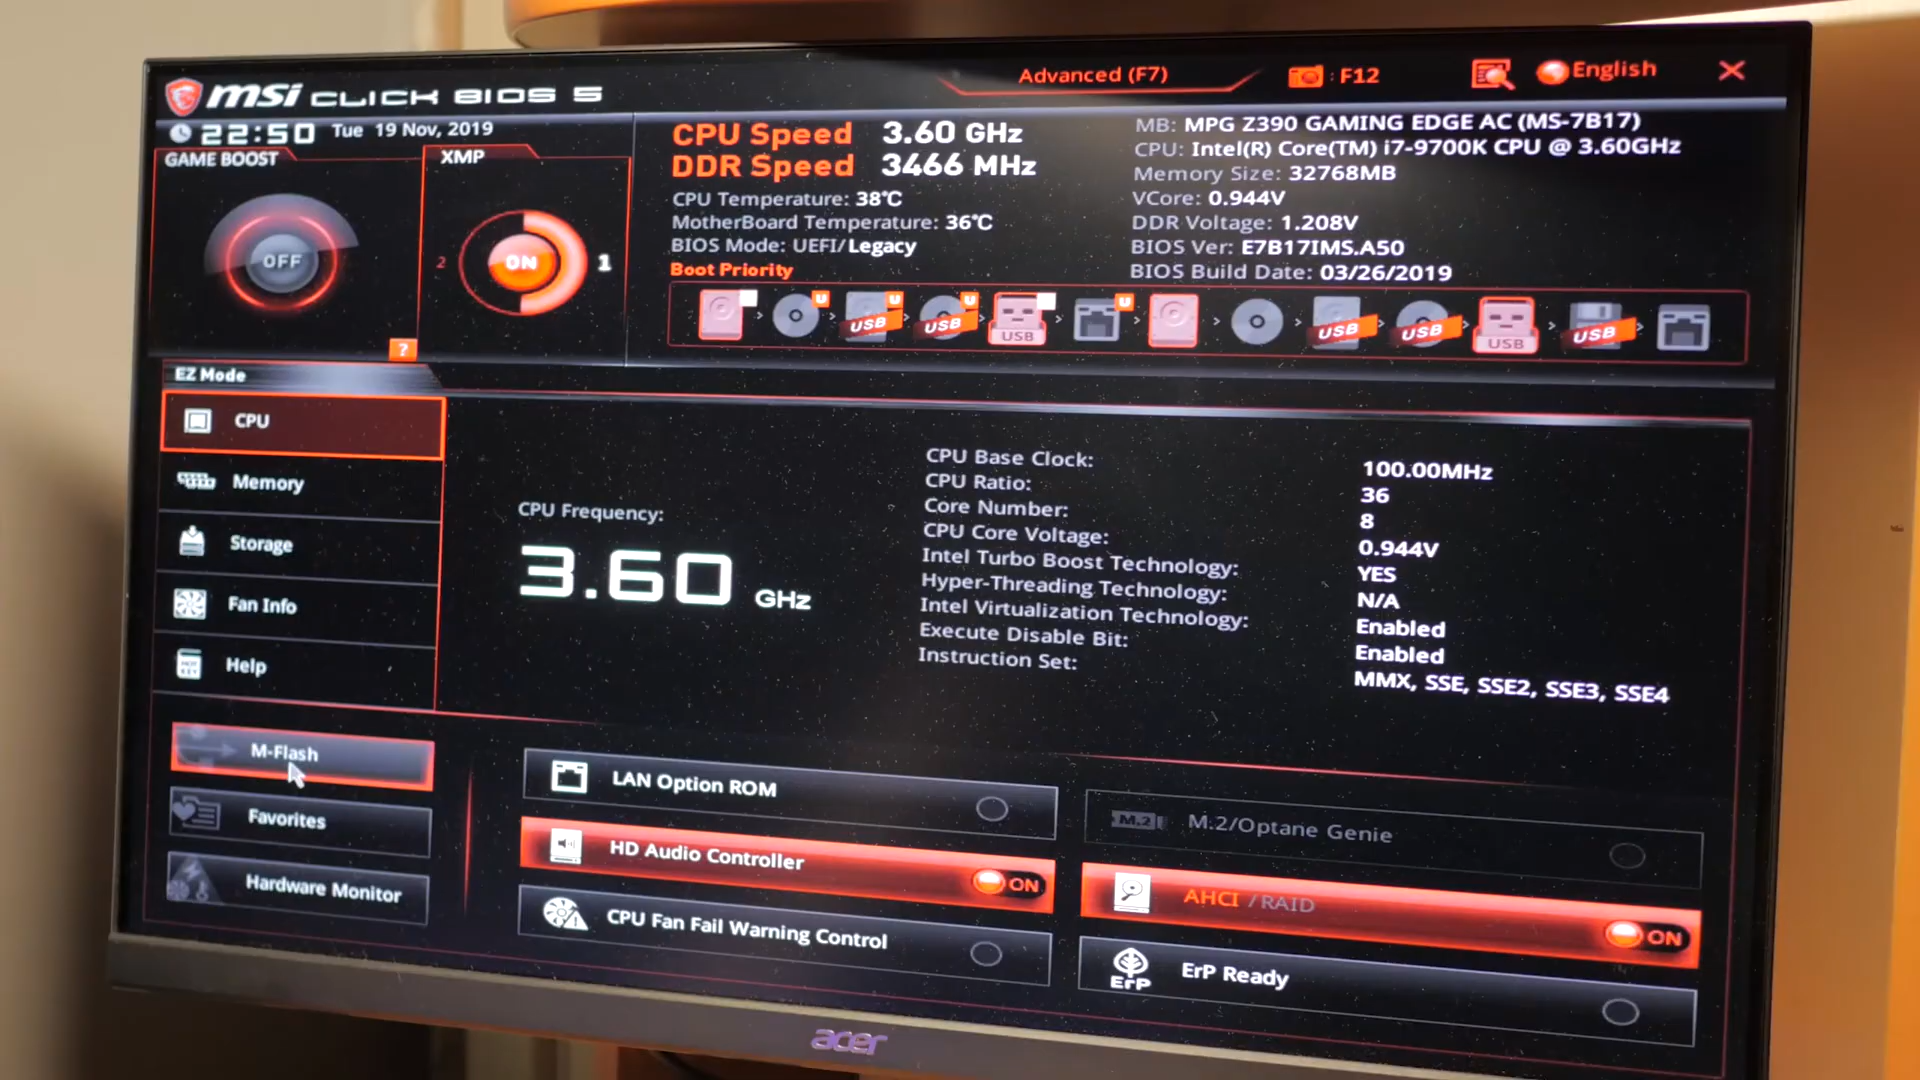 msi CLICK BIOS 5
Advanced (F7)
: F12
English
X
22:50 Tue 19 Nov, 2019
GAME BOOST
OFF
XMP
2
ON
1
?
CPU Speed 3.60 GHz
DDR Speed 3466 MHz
CPU Temperature: 38°C
MotherBoard Temperature: 36°C
BIOS Mode: UEFI/Legacy
Boot Priority
MB: MPG Z390 GAMING EDGE AC (MS-7B17)
CPU: Intel(R) Core(TM) i7-9700K CPU @ 3.60GHz
Memory Size: 32768MB
VCore: 0.944V
DDR Voltage: 1.208V
BIOS Ver: E7B17IMS.A50
BIOS Build Date: 03/26/2019
U U U U
USB USB USB USB USB USB USB
EZ Mode
CPU
Memory
Storage
Fan Info
HOT KEY
Help
M-Flash
Favorites
Hardware Monitor
CPU Frequency:
3.60 GHz
CPU Base Clock: 100.00MHz
CPU Ratio: 36
Core Number: 8
CPU Core Voltage: 0.944V
Intel Turbo Boost Technology: YES
Hyper-Threading Technology: N/A
Intel Virtualization Technology: Enabled
Execute Disable Bit: Enabled
Instruction Set: MMX, SSE, SSE2, SSE3, SSE4
LAN Option ROM
HD Audio Controller ON
CPU Fan Fail Warning Control
M.2 M.2/Optane Genie
AHCI /RAID ON
ErP ErP Ready
acer